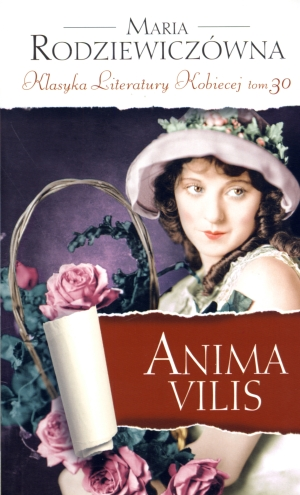 MARIA
RODZIEWICZÓWNA
Klasyka Literatury Kobiecej tom 30
ANIMA
VILIS